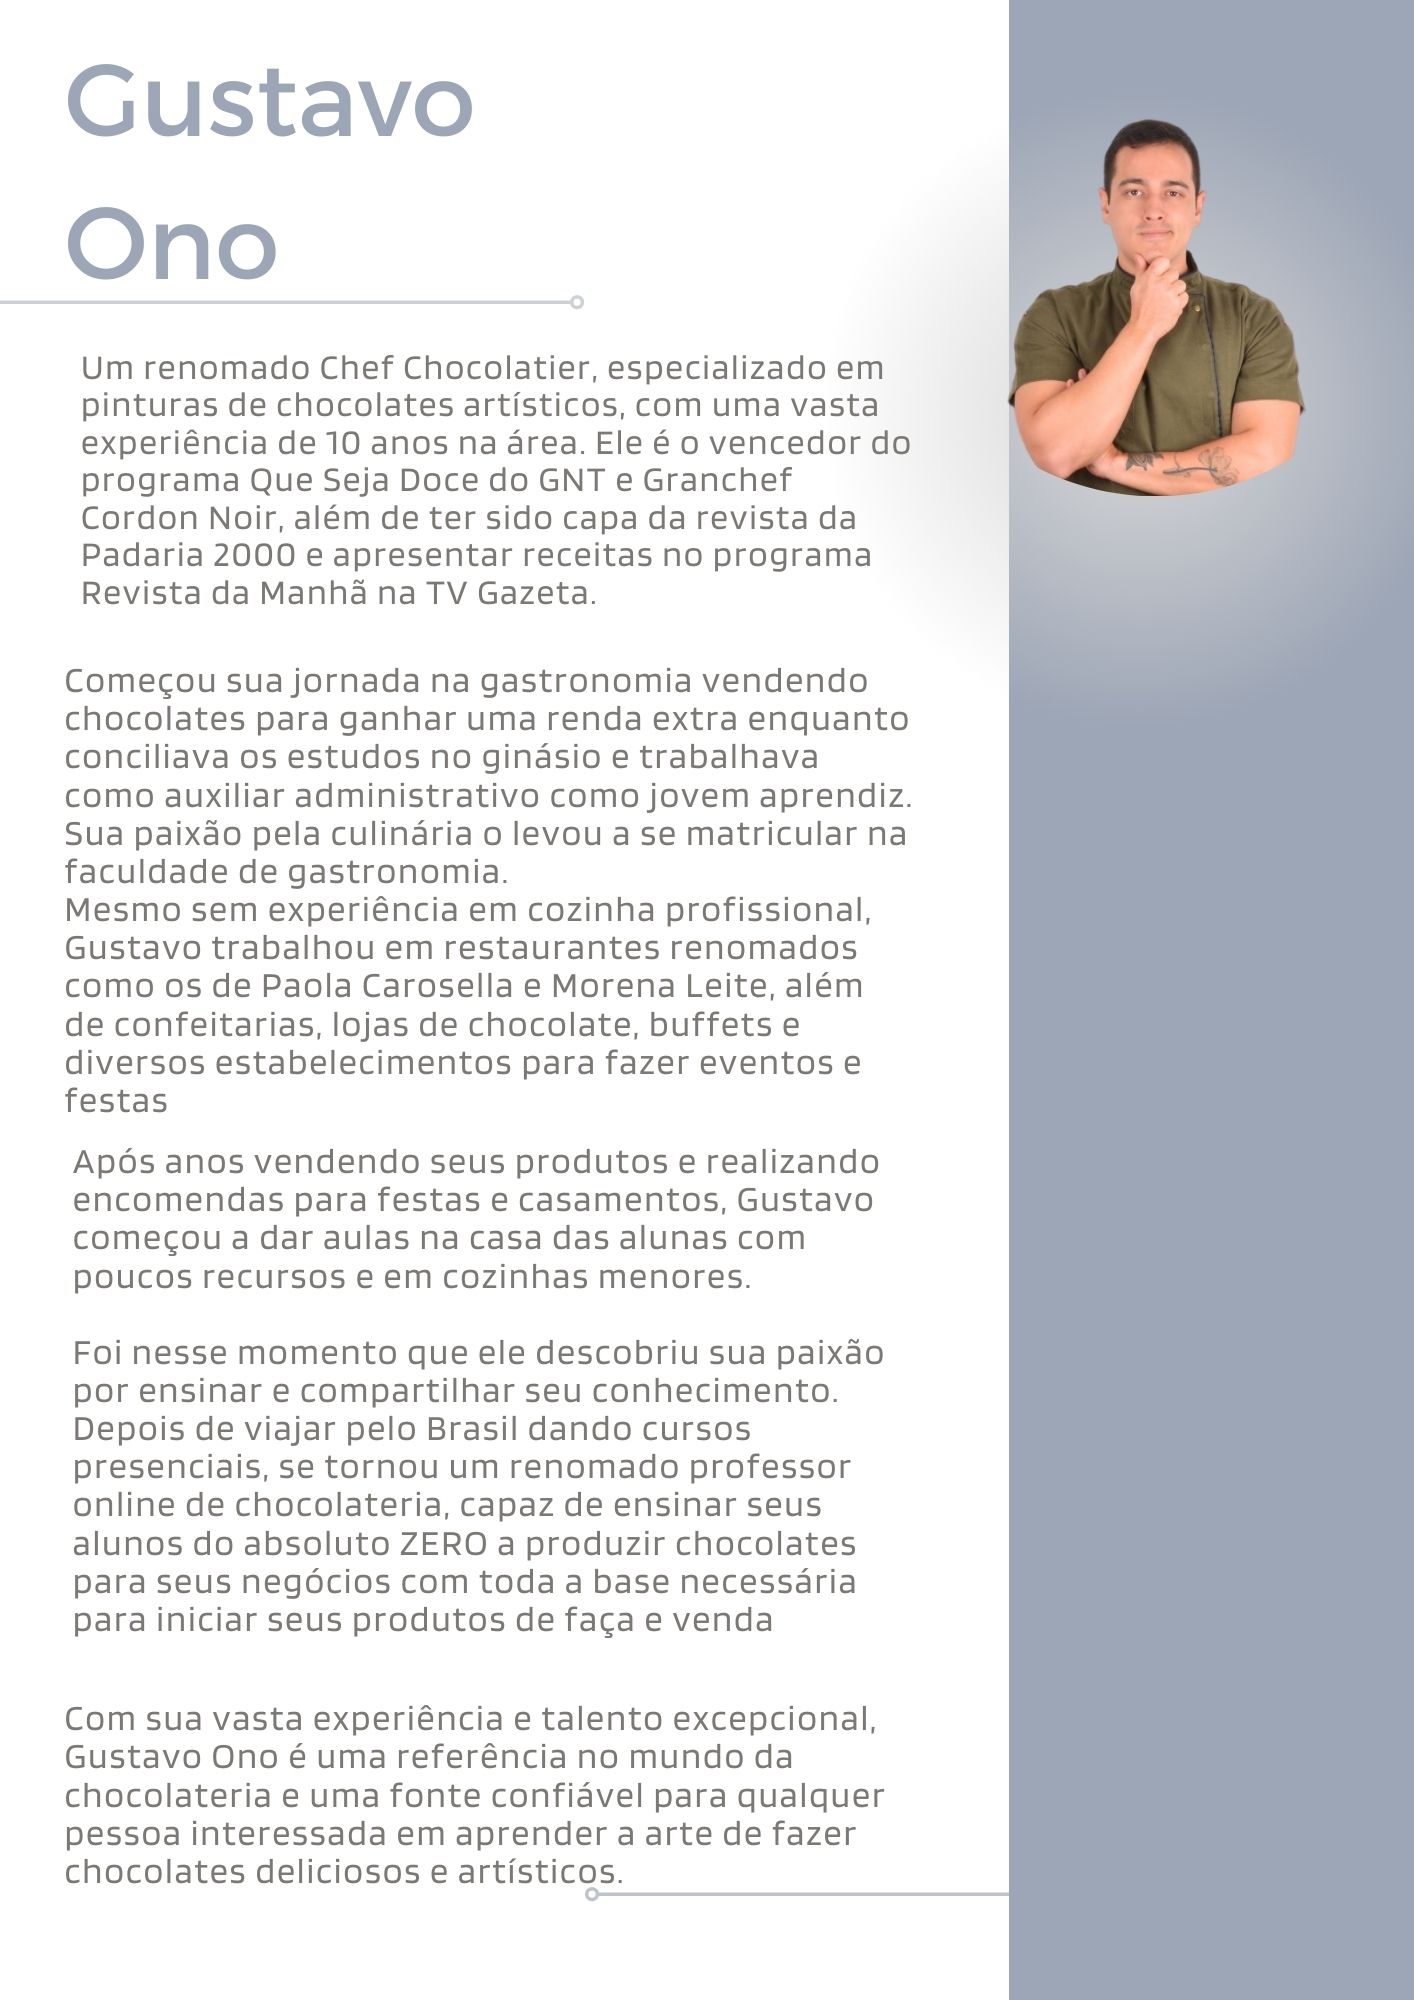 Gustavo
Ono
Um renomado Chef Chocolatier, especializado em
pinturas de chocolates artísticos, com uma vasta
experiência de 10 anos na área. Ele é o vencedor do
programa Que Seja Doce do GNT e Granchef
Cordon Noir, além de ter sido capa da revista da
Padaria 2000 e apresentar receitas no programa
Revista da Manhã na TV Gazeta.
Começou sua jornada na gastronomia vendendo
chocolates para ganhar uma renda extra enquanto
conciliava os estudos no ginásio e trabalhava
como auxiliar administrativo como jovem aprendiz.
Sua paixão pela culinária o levou a se matricular na
faculdade de gastronomia.
Mesmo sem experiência em cozinha profissional,
Gustavo trabalhou em restaurantes renomados
como os de Paola Carosella e Morena Leite, além
de confeitarias, lojas de chocolate, buffets e
diversos estabelecimentos para fazer eventos e
festas
Após anos vendendo seus produtos e realizando
encomendas para festas e casamentos, Gustavo
começou a dar aulas na casa das alunas com
poucos recursos e em cozinhas menores.
Foi nesse momento que ele descobriu sua paixão
por ensinar e compartilhar seu conhecimento.
Depois de viajar pelo Brasil dando cursos
presenciais, se tornou um renomado professor
online de chocolateria, capaz de ensinar seus
alunos do absoluto ZERO a produzir chocolates
para seus negócios com toda a base necessária
para iniciar seus produtos de faça e venda
Com sua vasta experiência e talento excepcional,
Gustavo Ono é uma referência no mundo da
chocolateria e uma fonte confiável para qualquer
pessoa interessada em aprender a arte de fazer
chocolates deliciosos e artísticos.